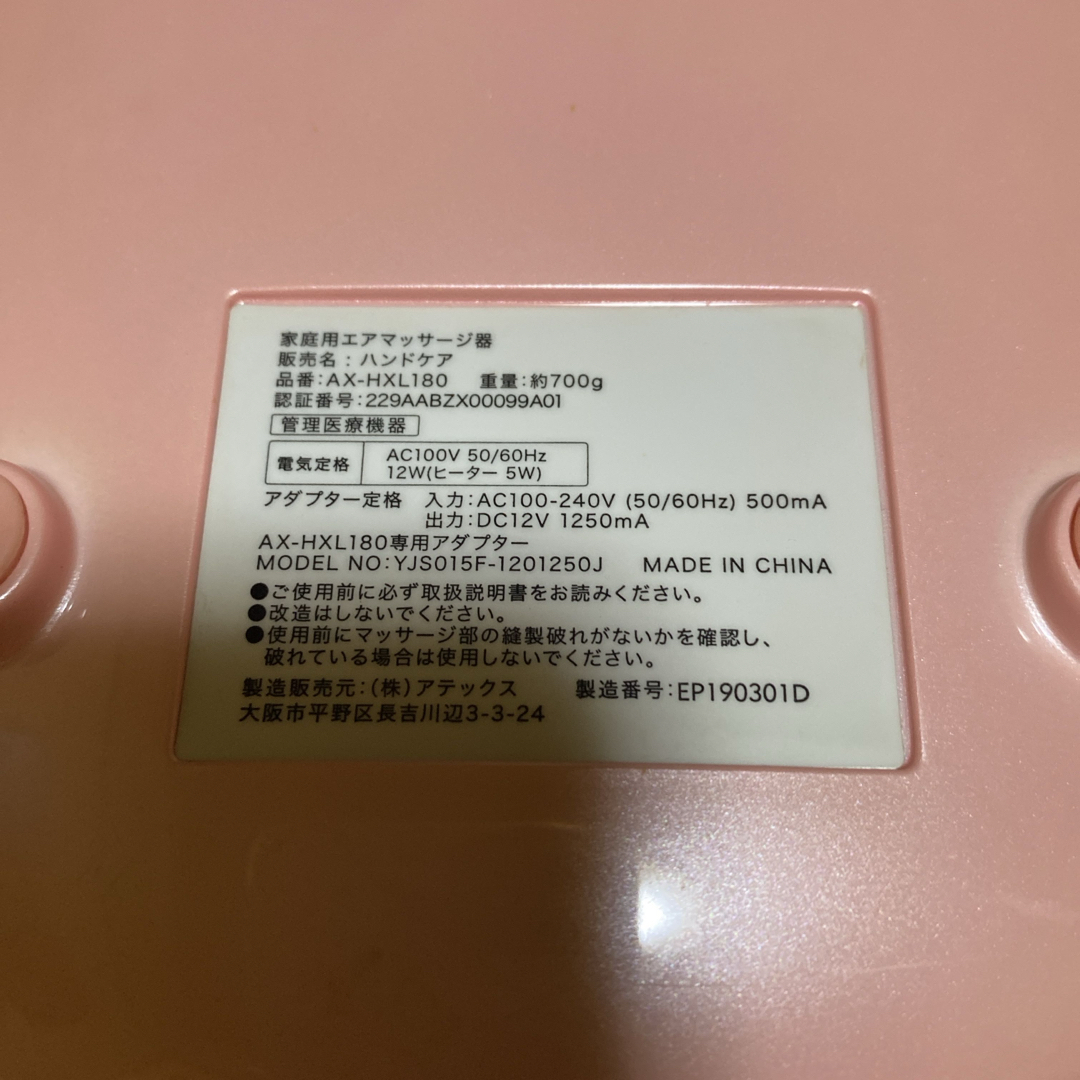 家庭用エアマッサージ器
販売名：ハンドケア
品番：AX-HXL180 重量：約700g
認証番号：229AABZX00099A01
管理医療機器
電気定格 AC100V 50/60Hz
12W(ヒーター 5W)
アダプター定格 入力：AC100-240V (50/60Hz) 500mA
出力：DC12V 1250mA
AX-HXL180専用アダプター
MODEL NO：YJS015F-1201250J MADE IN CHINA
●ご使用前に必ず取扱説明書をお読みください。
●改造はしないでください。
●使用前にマッサージ部の縫製破れがないかを確認し、
破れている場合は使用しないでください。
製造販売元：(株)アテックス 製造番号：EP190301D
大阪市平野区長吉川辺3-3-24